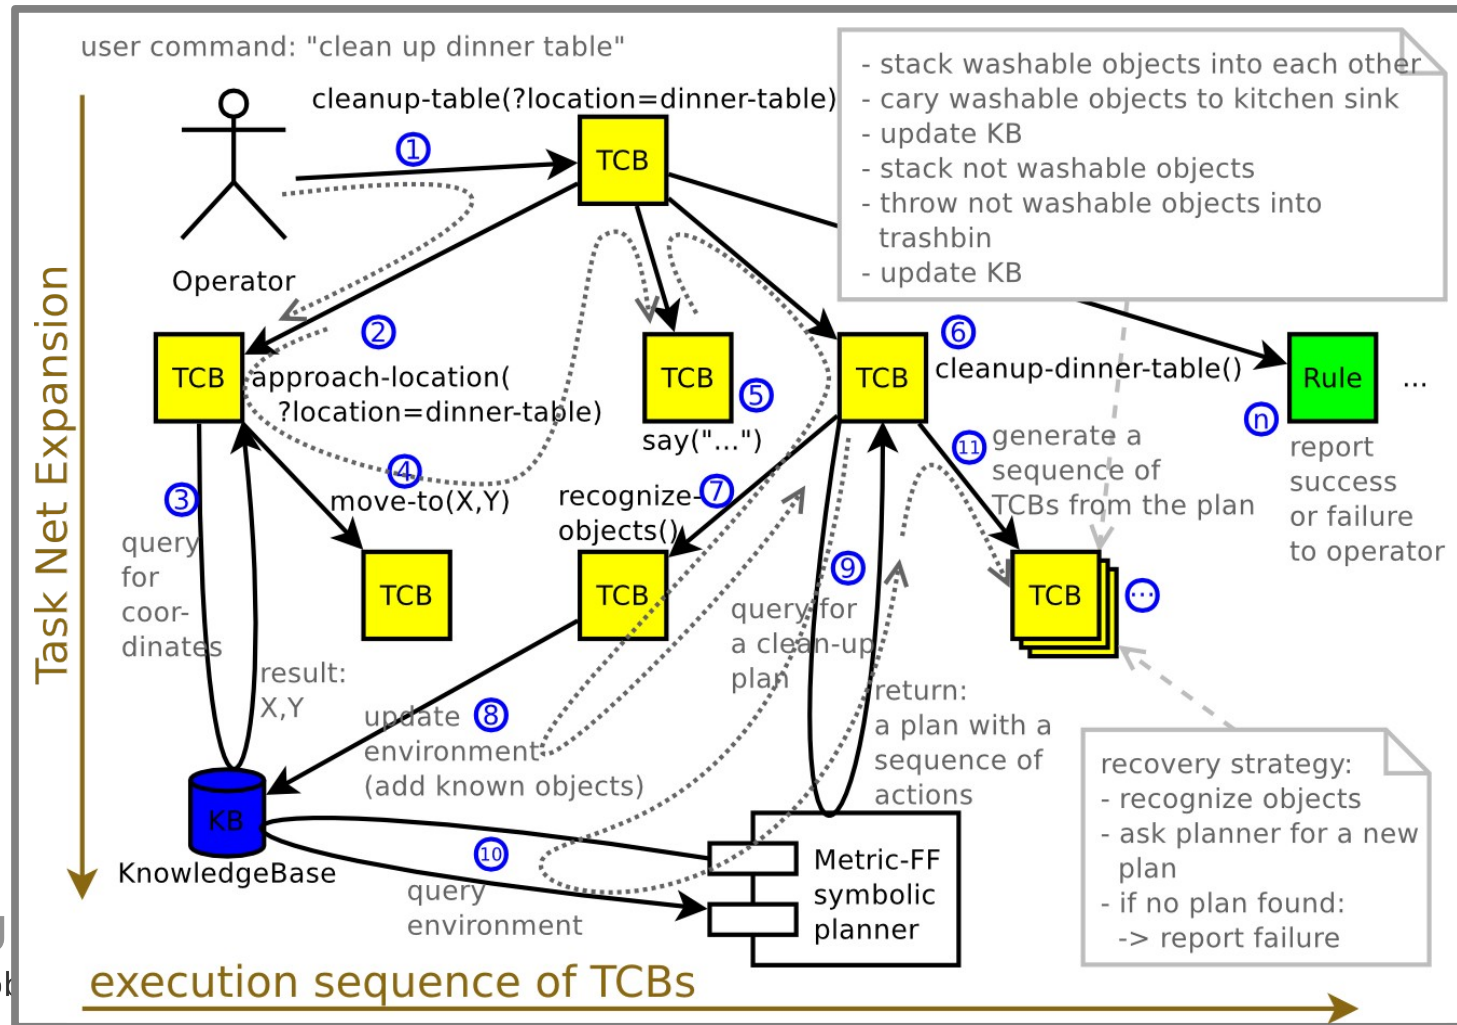 user command: "clean up dinner table"
cleanup-table(?location=dinner-table)
- stack washable objects into each other
- cary washable objects to kitchen sink
- update KB
- stack not washable objects
- throw not washable objects into
trashbin
- update KB
1
TCB
Operator
Task Net Expansion
2
TCB
approach-location(
?location=dinner-table)
TCB
5
say("...")
6
TCB
cleanup-dinner-table()
Rule
...
n
report
success
or failure
to operator
3
query
for
coor-
dinates
result:
X,Y
4
move-to(X,Y)
TCB
recognize-
objects()
7
TCB
9
query for
a clean-up
plan
11
generate a
sequence of
TCBs from the plan
TCB
...
update
environment
(add known objects)
8
return:
a plan with a
sequence of
actions
KB
KnowledgeBase
10
query
environment
Metric-FF
symbolic
planner
recovery strategy:
- recognize objects
- ask planner for a new
plan
- if no plan found:
-> report failure
execution sequence of TCBs